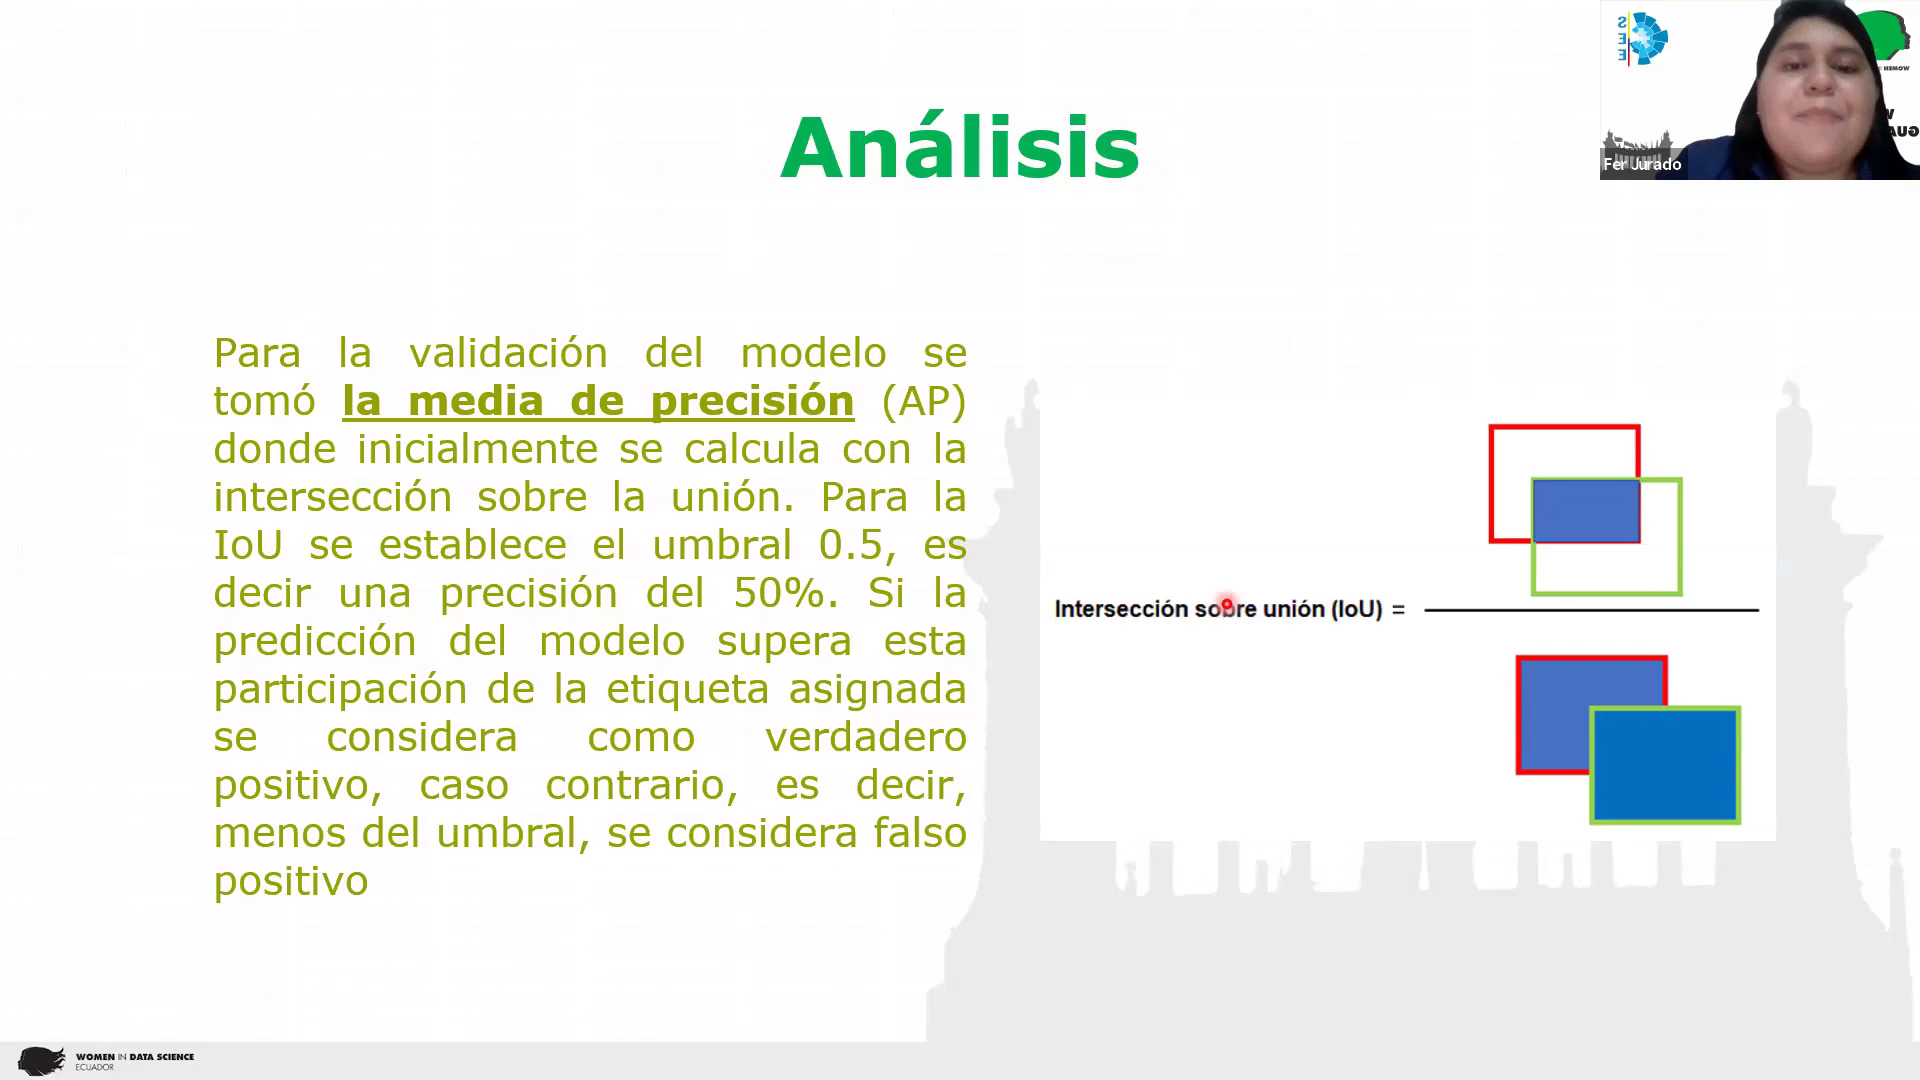 Análisis
Para la validación del modelo se
tomó la media de precisión (AP)
donde inicialmente se calcula con la
intersección sobre la unión. Para la
IoU se establece el umbral 0.5, es
decir una precisión del 50%. Si la
predicción del modelo supera esta
participación de la etiqueta asignada
se considera como verdadero
positivo, caso contrario, es decir,
menos del umbral, se considera falso
positivo
Intersección sobre unión (IoU) =
SEE
WOMEN
Fer Jurado
WOMEN IN DATA SCIENCE
ECUADOR